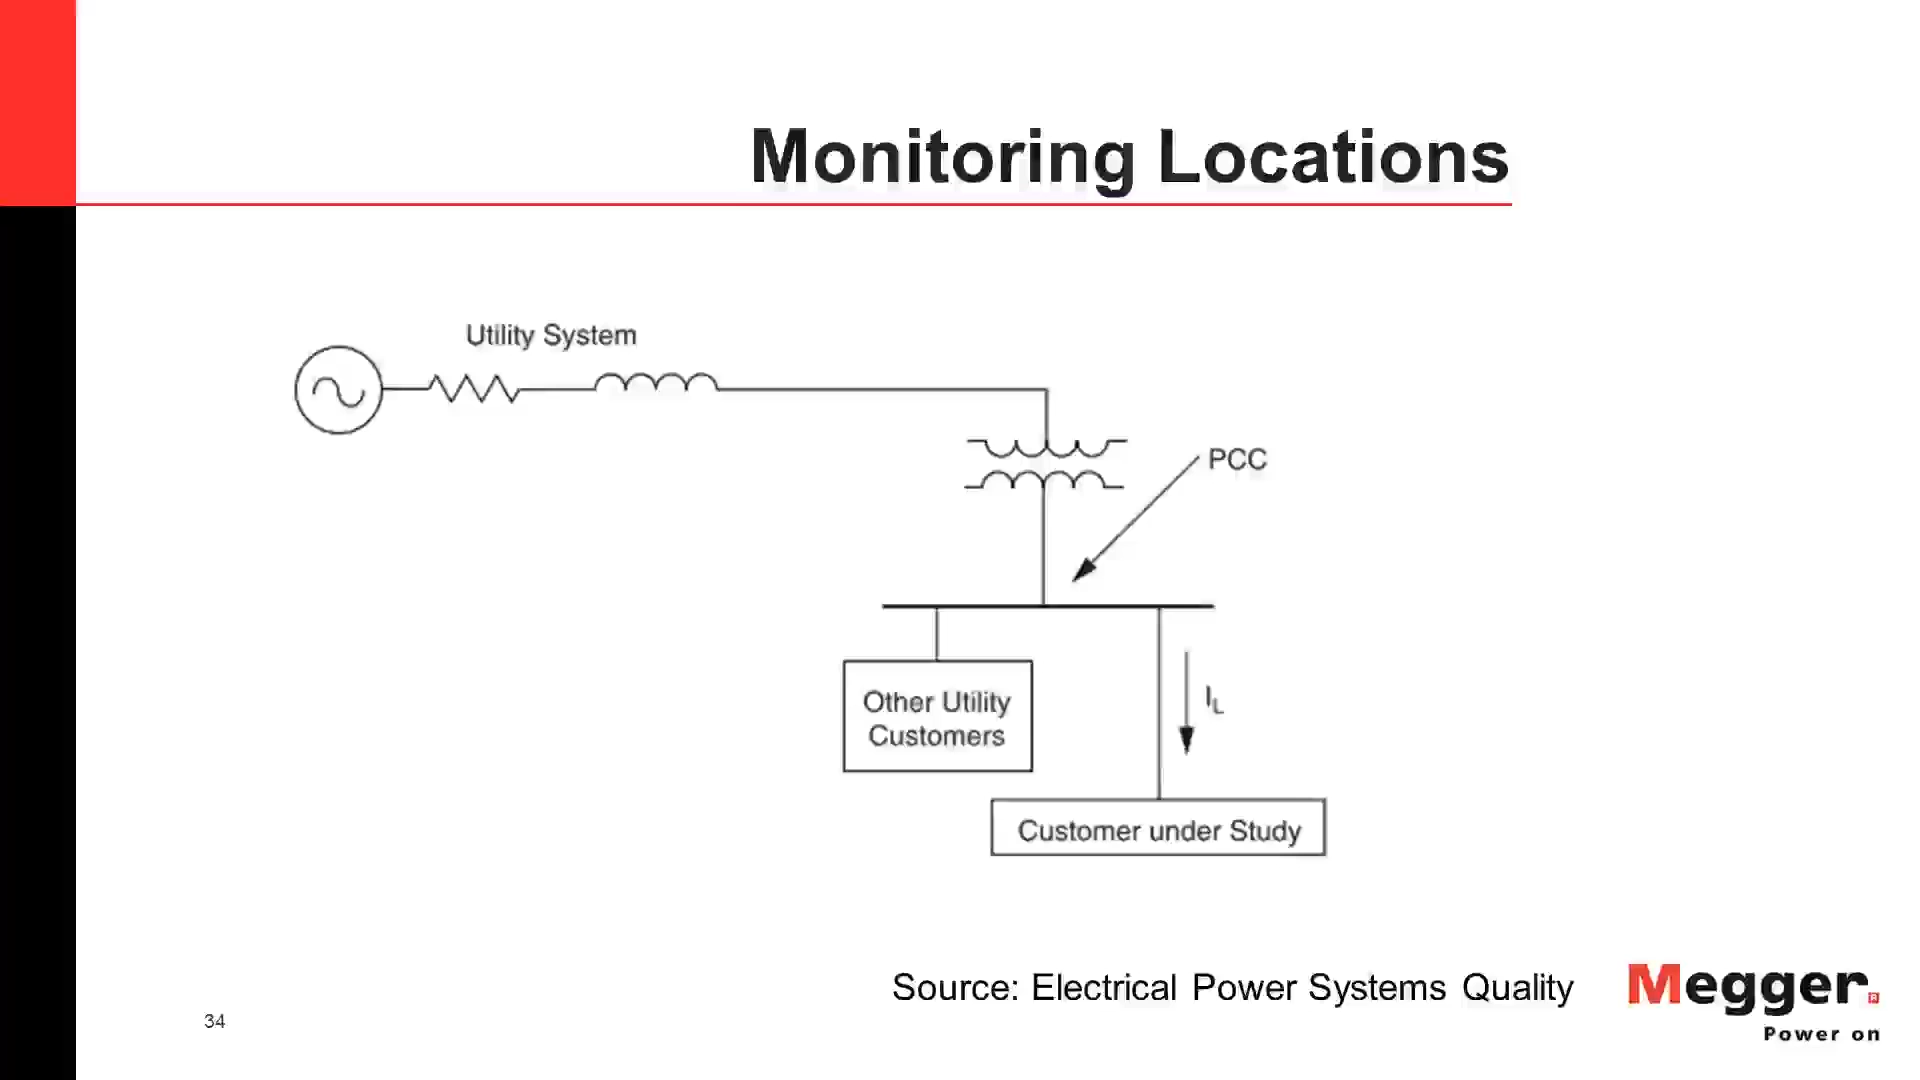 Monitoring Locations
Utility System
PCC
Other Utility
Customers
IL
Customer under Study
Source: Electrical Power Systems Quality
Megger.®
Power on
34